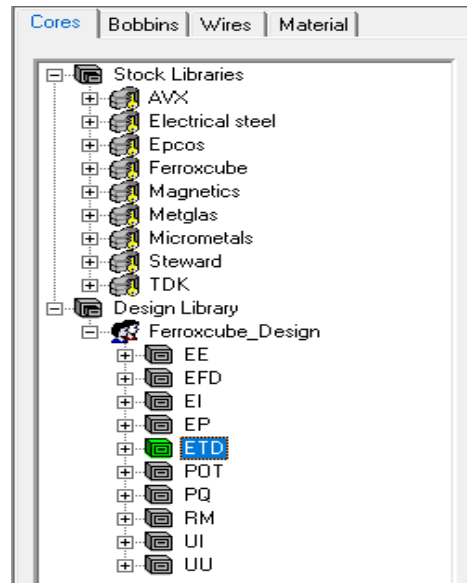 Cores Bobbins Wires Material
Stock Libraries
AVX
Electrical steel
Epcos
Ferroxcube
Magnetics
Metglas
Micrometals
Steward
TDK
Design Library
Ferroxcube_Design
EE
EFD
EI
EP
ETD
POT
PQ
RM
UI
UU